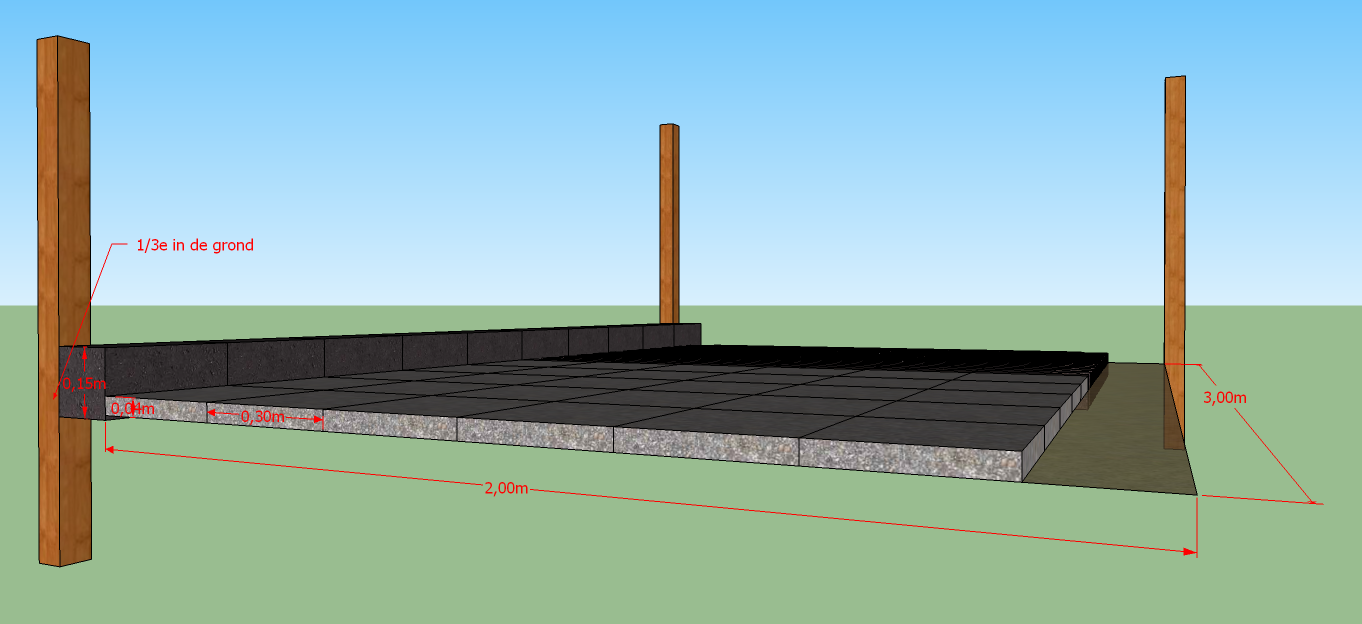 1/3e in de grond
0,15m
0,04m
0,30m
3,00m
2,00m